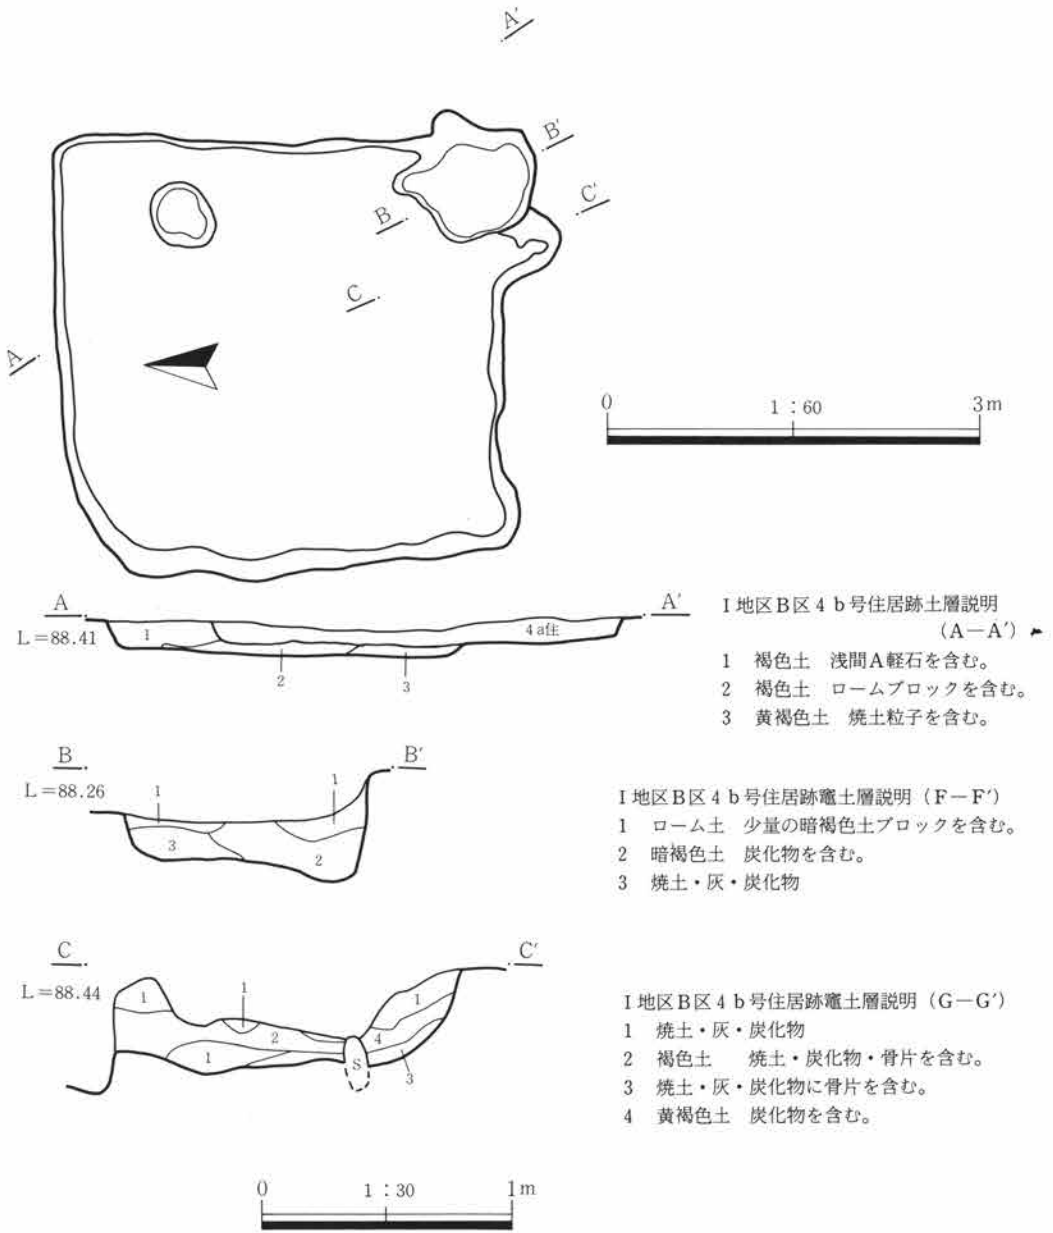 A'
B'
C'
B
C
A
0 1：60 3m
A A'
L＝88.41
1
4a住
2 3
I地区B区4b号住居跡土層説明
（A－A'）
1 褐色土 浅間A軽石を含む。
2 褐色土 ロームブロックを含む。
3 黄褐色土 焼土粒子を含む。
B B'
L＝88.26
1 1
3 2
I地区B区4b号住居跡竈土層説明（F－F'）
1 ローム土 少量の暗褐色土ブロックを含む。
2 暗褐色土 炭化物を含む。
3 焼土・灰・炭化物
C C'
L＝88.44
1 1 1
2 4
1 S 3
I地区B区4b号住居跡竈土層説明（G－G'）
1 焼土・灰・炭化物
2 褐色土 焼土・炭化物・骨片を含む。
3 焼土・灰・炭化物に骨片を含む。
4 黄褐色土 炭化物を含む。
0 1：30 1m